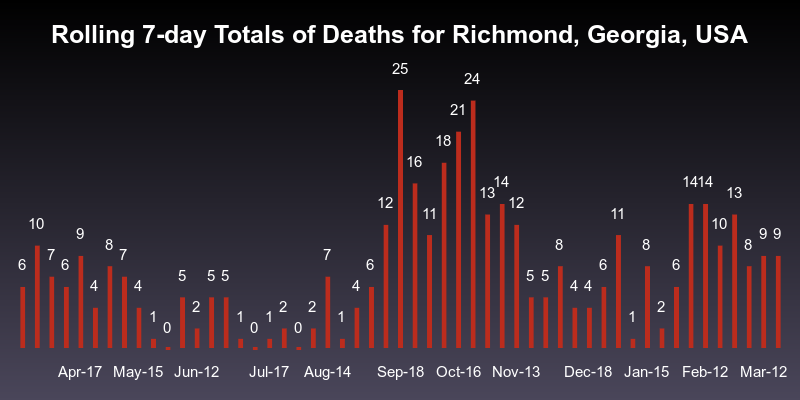 Rolling 7-day Totals of Deaths for Richmond, Georgia, USA
6 10 7 6 9 4 8 7 4 1 0 5 2 5 5 1 0 1 2 0 2 7 1 4 6 12 25 16 11 18 21 24 13 14 12 5 5 8 4 4 6 11 1 8 2 6 14 14 10 13 8 9 9
Apr-17 May-15 Jun-12 Jul-17 Aug-14 Sep-18 Oct-16 Nov-13 Dec-18 Jan-15 Feb-12 Mar-12